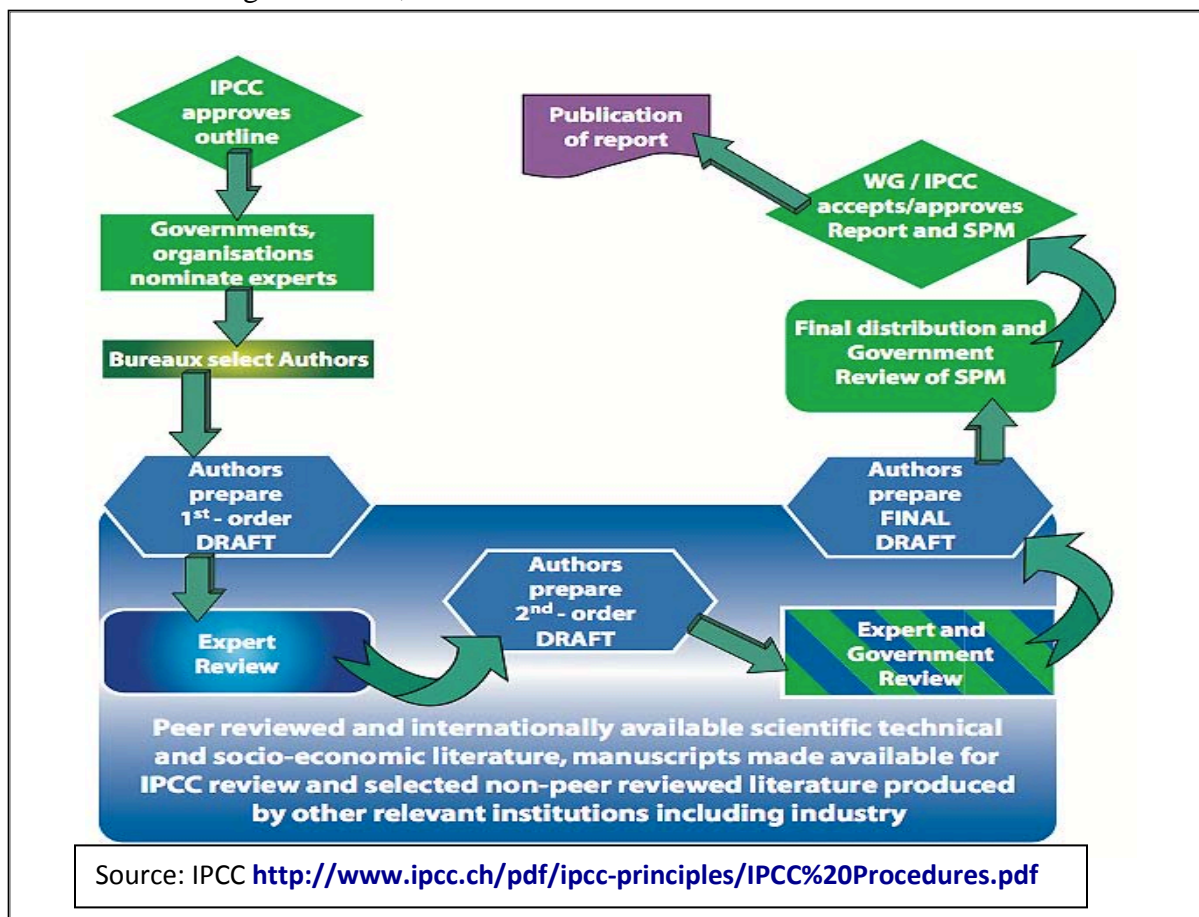 IPCC
approves
outline
Governments,
organisations
nominate experts
Bureaux select Authors
Authors
prepare
1st - order
DRAFT
Expert
Review
Authors
prepare
2nd - order
DRAFT
Expert and
Government
Review
Authors
prepare
FINAL
DRAFT
Final distribution and
Government
Review of SPM
WG / IPCC
accepts/approves
Report and SPM
Publication
of report
Peer reviewed and internationally available scientific technical
and socio-economic literature, manuscripts made available for
IPCC review and selected non-peer reviewed literature produced
by other relevant institutions including industry
Source: IPCC http://www.ipcc.ch/pdf/ipcc-principles/IPCC%20Procedures.pdf